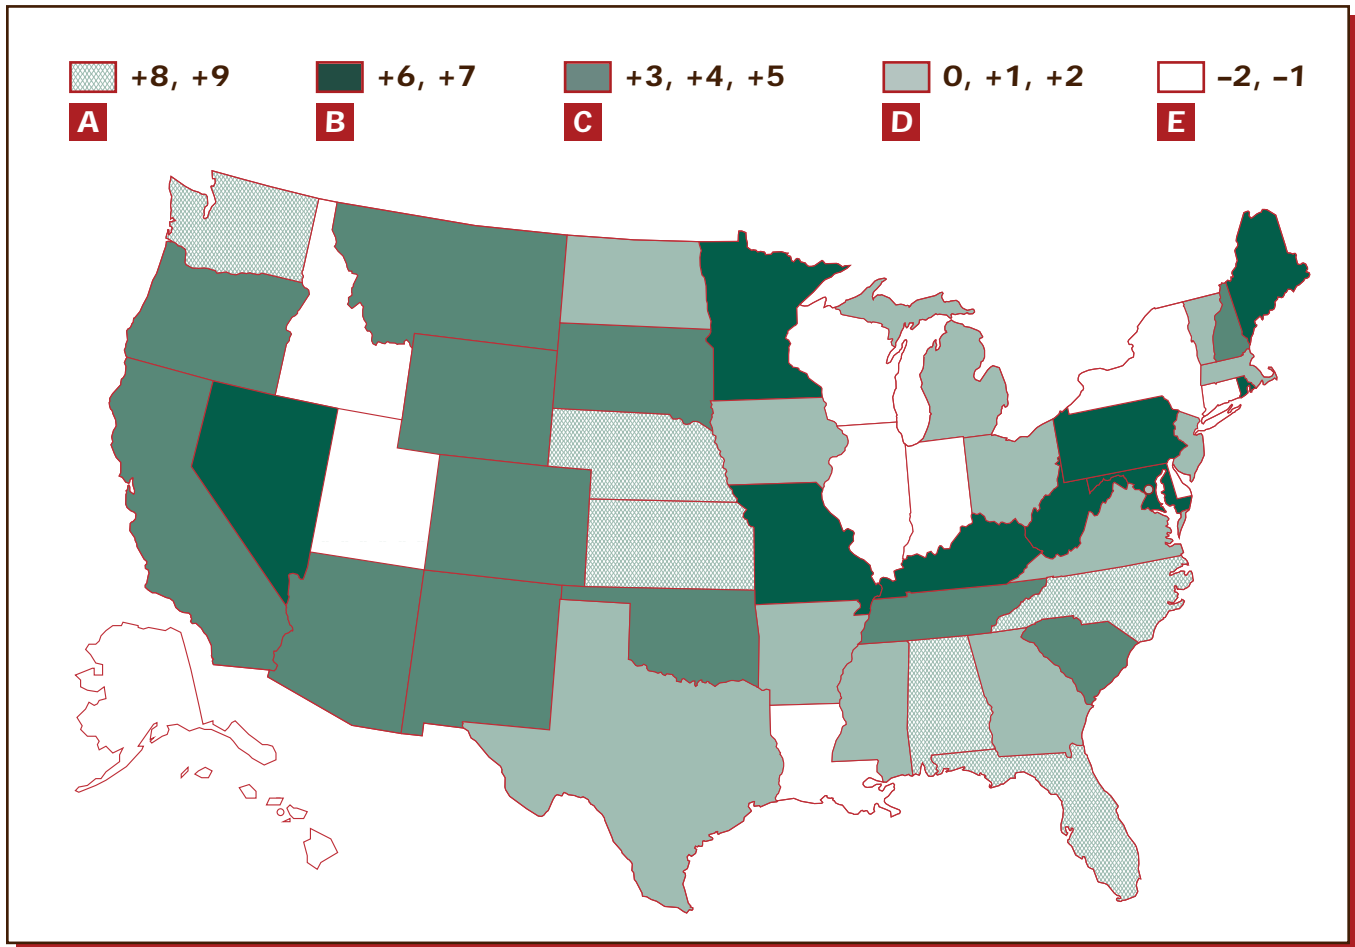 +8, +9 +6, +7 +3, +4, +5 0, +1, +2 –2, –1
A B C D E